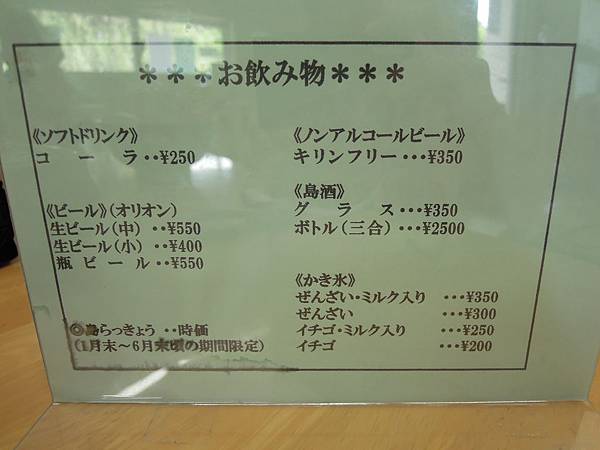 ＊＊＊お飲み物＊＊＊
《ソフトドリンク》
コーラ・・¥250
《ビール》（オリオン）
生ビール（中）・・¥550
生ビール（小）・・¥400
瓶ビール・・¥550
◎島らっきょう・・時価
（1月末～6月末頃の期間限定）
《ノンアルコールビール》
キリンフリー・・・¥350
《島酒》
グラス・・・¥350
ボトル（三合）・・・¥2500
《かき氷》
ぜんざい・ミルク入り・・・¥350
ぜんざい・・・¥300
イチゴ・ミルク入り・・・¥250
イチゴ・・・¥200